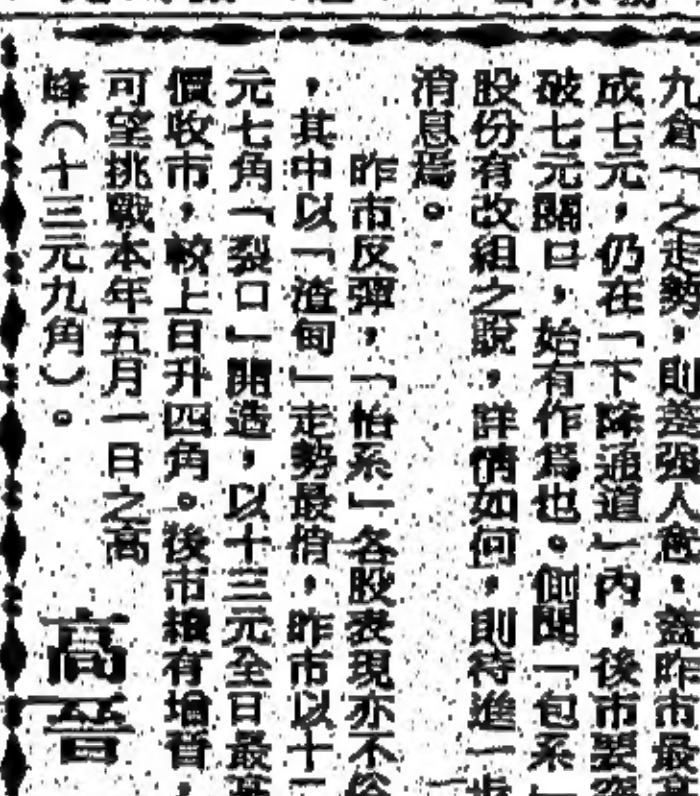 九倉「之走勢，則差强人意，蓋昨市最高
成七元，仍在「下降通道」內，後市要突
破七元關口，始有作爲也。側聞「包系」
股份有改組之說，詳情如何，則待進一步
消息焉。
昨市反彈，「怡系」各股表現亦不俗
，其中以「渣甸」走勢最悄，昨市以十二
元七角「裂口」開造，以十三元全日最高
價收市，較上日升四角。後市續有增晋，
可望挑戰本年五月一日之高
峰（十三元九角）。
高晉